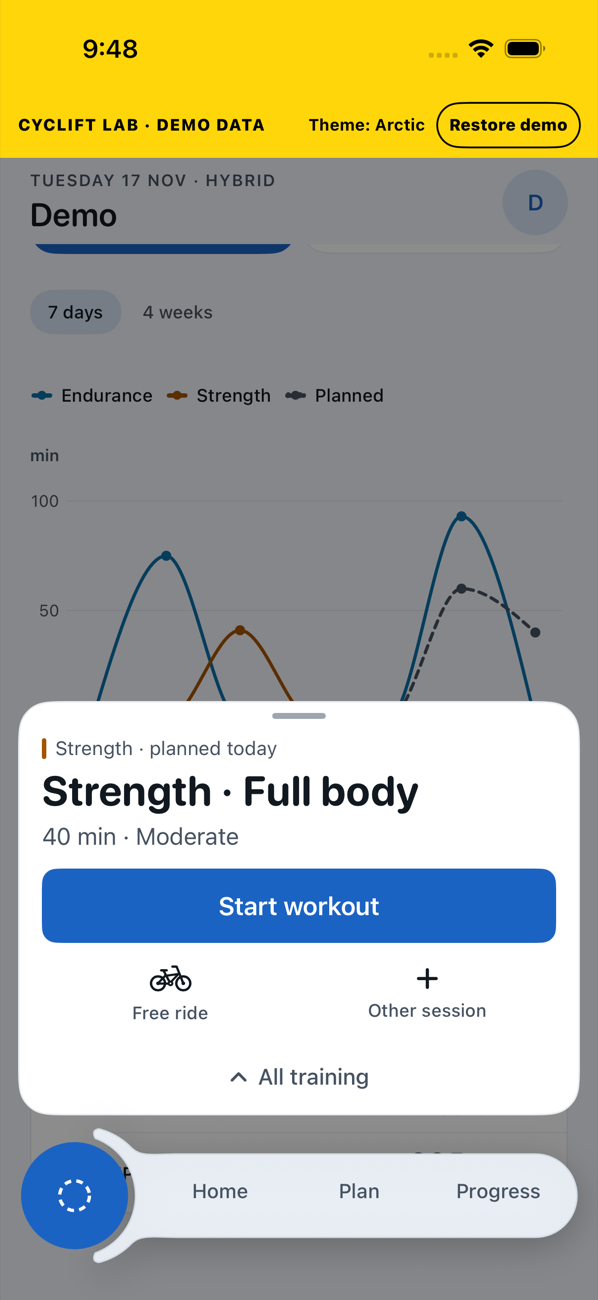 9:48
CYCLIFT LAB · DEMO DATA
Theme: Arctic
Restore demo
TUESDAY 17 NOV · HYBRID
Demo
D
7 days
4 weeks
Endurance
Strength
Planned
min
100
50
Strength · planned today
Strength · Full body
40 min · Moderate
Start workout
Free ride
Other session
All training
Home
Plan
Progress